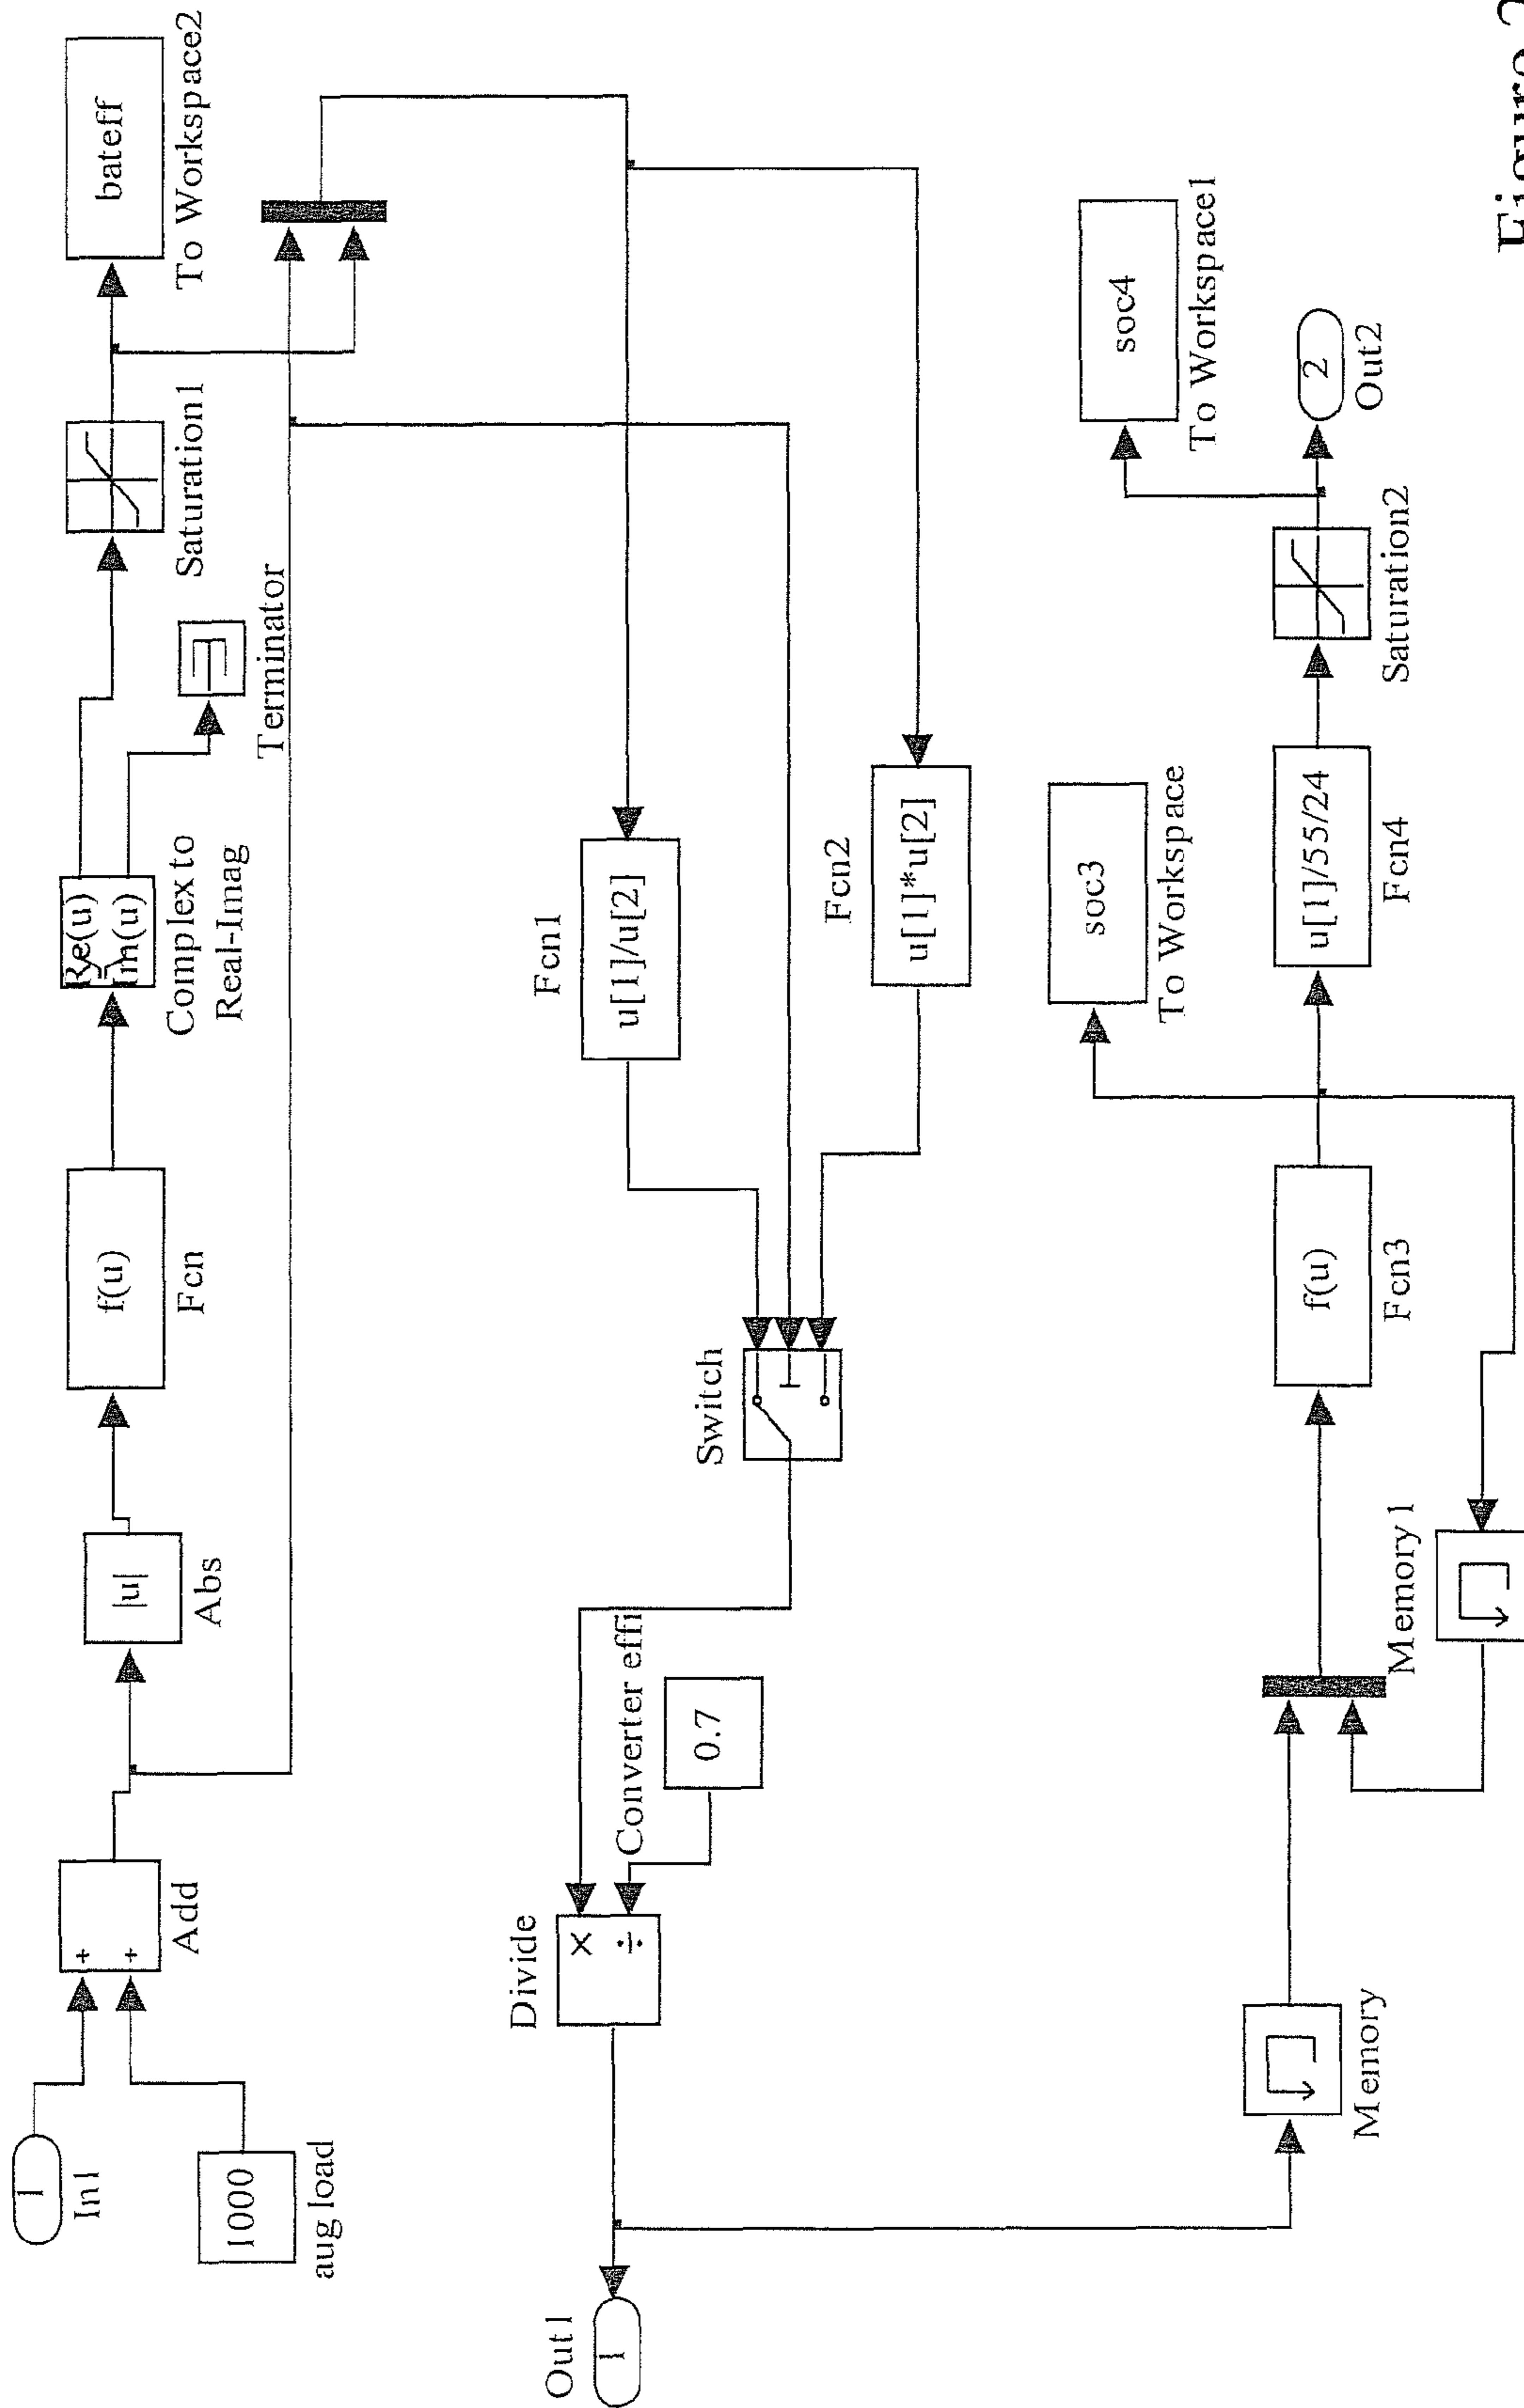 1
In1
1000
aug load
+
+
Add
|u|
Abs
f(u)
Fcn
Re(u)
Im(u)
Complex to
Real-Imag
Terminator
Saturation1
bateff
To Workspace2
Out1
1
Divide
×
÷
Converter effi
0.7
Switch
Fcn1
u[1]/u[2]
Fcn2
u[1]*u[2]
Memory
Memory1
f(u)
Fcn3
soc3
To Workspace
u[1]/55/24
Fcn4
Saturation2
soc4
To Workspace1
2
Out2
Figure